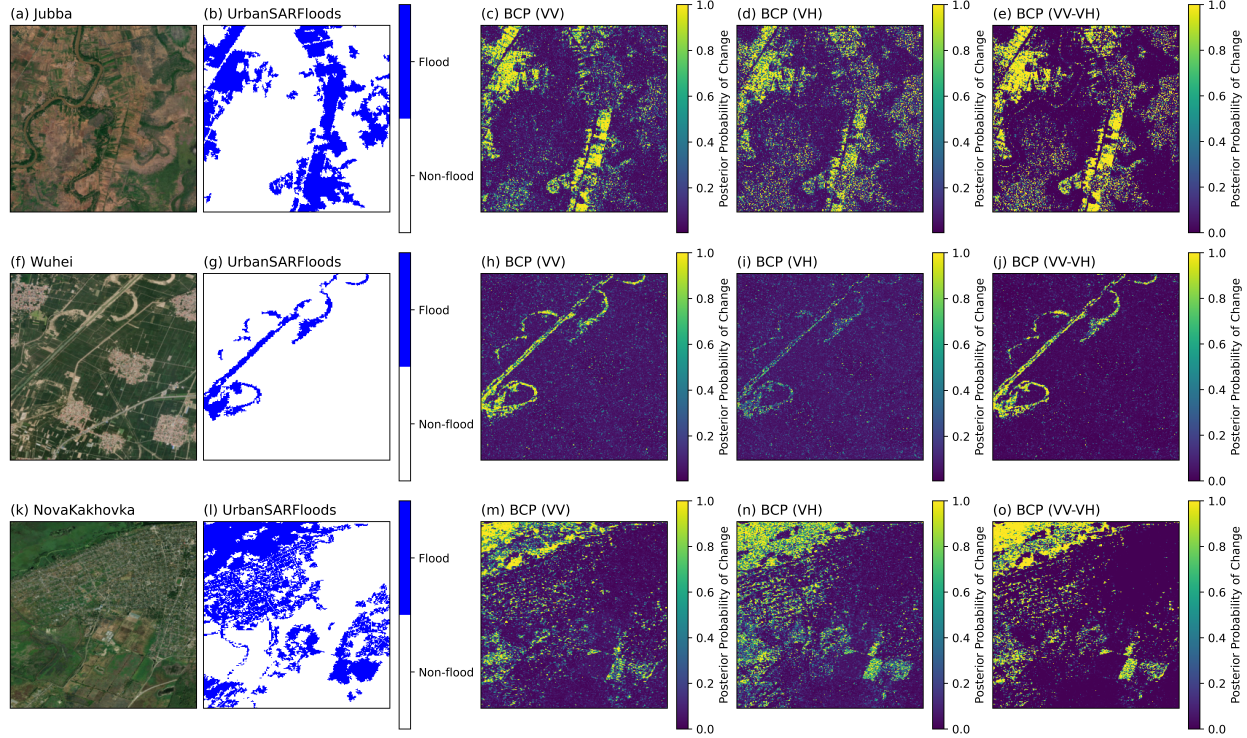 (a) Jubba
(b) UrbanSARFloods
Flood
Non-flood
(c) BCP (VV)
1.0
0.8
0.6
0.4
0.2
Posterior Probability of Change
(d) BCP (VH)
1.0
0.8
0.6
0.4
0.2
Posterior Probability of Change
(e) BCP (VV-VH)
1.0
0.8
0.6
0.4
0.2
0.0
Posterior Probability of Change
(f) Wuhei
(g) UrbanSARFloods
Flood
Non-flood
(h) BCP (VV)
1.0
0.8
0.6
0.4
0.2
Posterior Probability of Change
(i) BCP (VH)
1.0
0.8
0.6
0.4
0.2
Posterior Probability of Change
(j) BCP (VV-VH)
1.0
0.8
0.6
0.4
0.2
0.0
Posterior Probability of Change
(k) NovaKakhovka
(l) UrbanSARFloods
Flood
Non-flood
(m) BCP (VV)
1.0
0.8
0.6
0.4
0.2
0.0
Posterior Probability of Change
(n) BCP (VH)
1.0
0.8
0.6
0.4
0.2
0.0
Posterior Probability of Change
(o) BCP (VV-VH)
1.0
0.8
0.6
0.4
0.2
0.0
Posterior Probability of Change